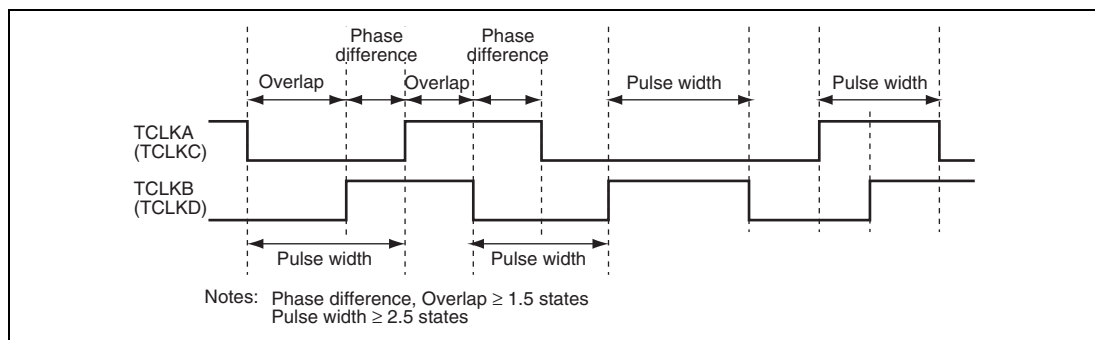 Phase
difference
Phase
difference
Overlap
Overlap
Pulse width
Pulse width
TCLKA
(TCLKC)
TCLKB
(TCLKD)
Pulse width
Pulse width
Notes: Phase difference, Overlap ≥ 1.5 states
Pulse width ≥ 2.5 states